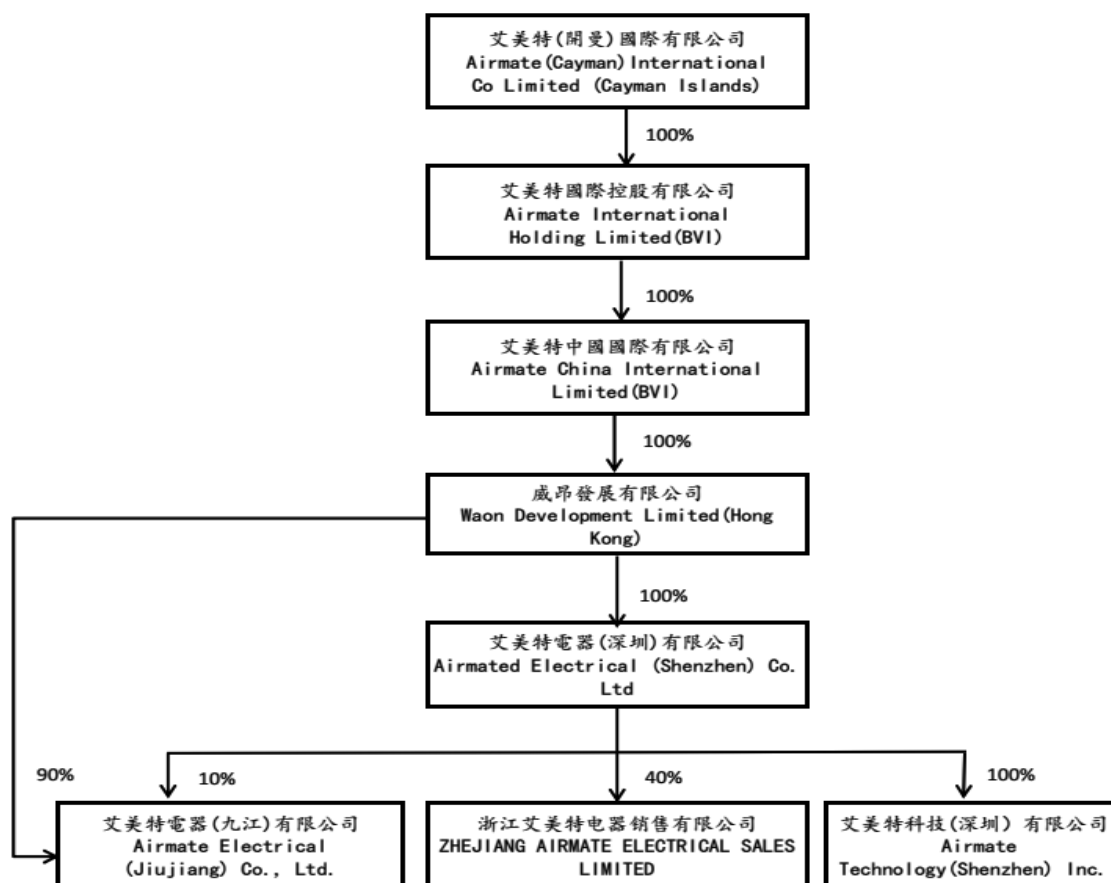 艾美特(開曼)國際有限公司
Airmate(Cayman)International
Co Limited (Cayman Islands)
100%
艾美特國際控股有限公司
Airmate International
Holding Limited(BVI)
100%
艾美特中國國際有限公司
Airmate China International
Limited(BVI)
100%
威昂發展有限公司
Waon Development Limited(Hong
Kong)
100%
艾美特電器(深圳)有限公司
Airmated Electrical (Shenzhen) Co.
Ltd
90%
10%
40%
100%
艾美特電器(九江)有限公司
Airmate Electrical
(Jiujiang) Co., Ltd.
浙江艾美特电器销售有限公司
ZHEJIANG AIRMATE ELECTRICAL SALES
LIMITED
艾美特科技(深圳) 有限公司
Airmate
Technology(Shenzhen) Inc.